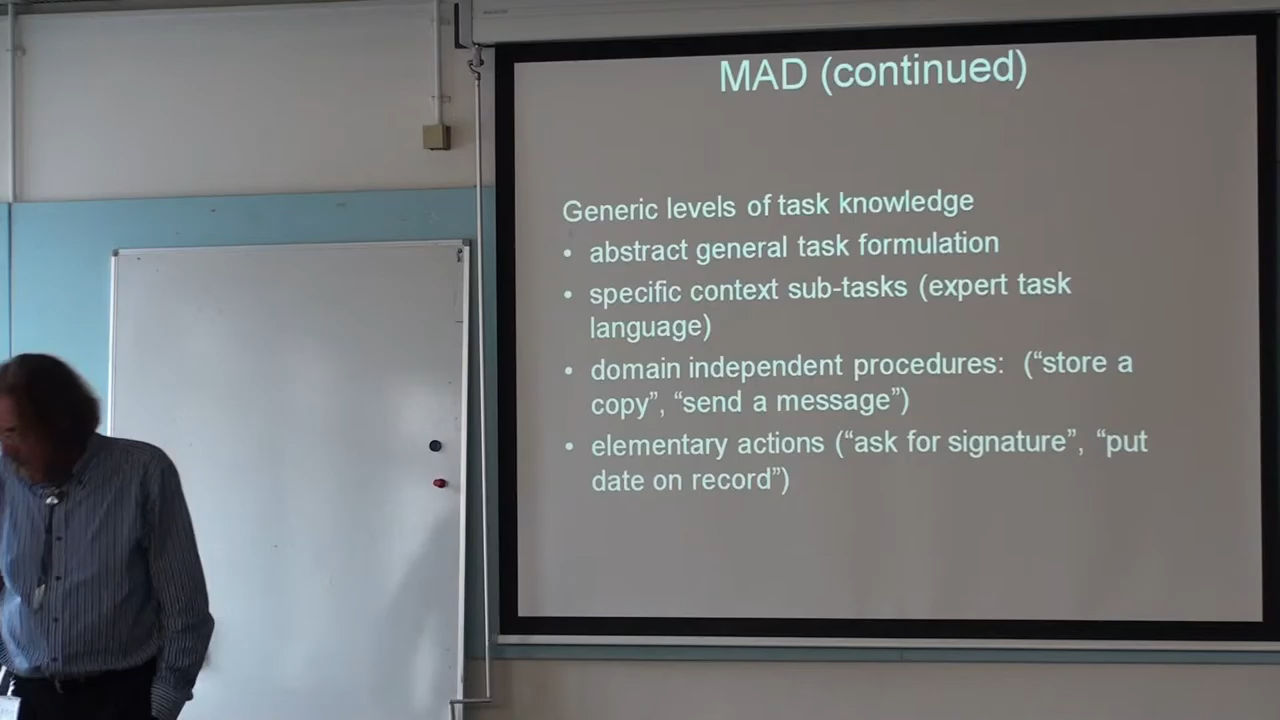 MAD (continued)
Generic levels of task knowledge
• abstract general task formulation
• specific context sub-tasks (expert task
language)
• domain independent procedures: (“store a
copy”, “send a message”)
• elementary actions (“ask for signature”, “put
date on record”)